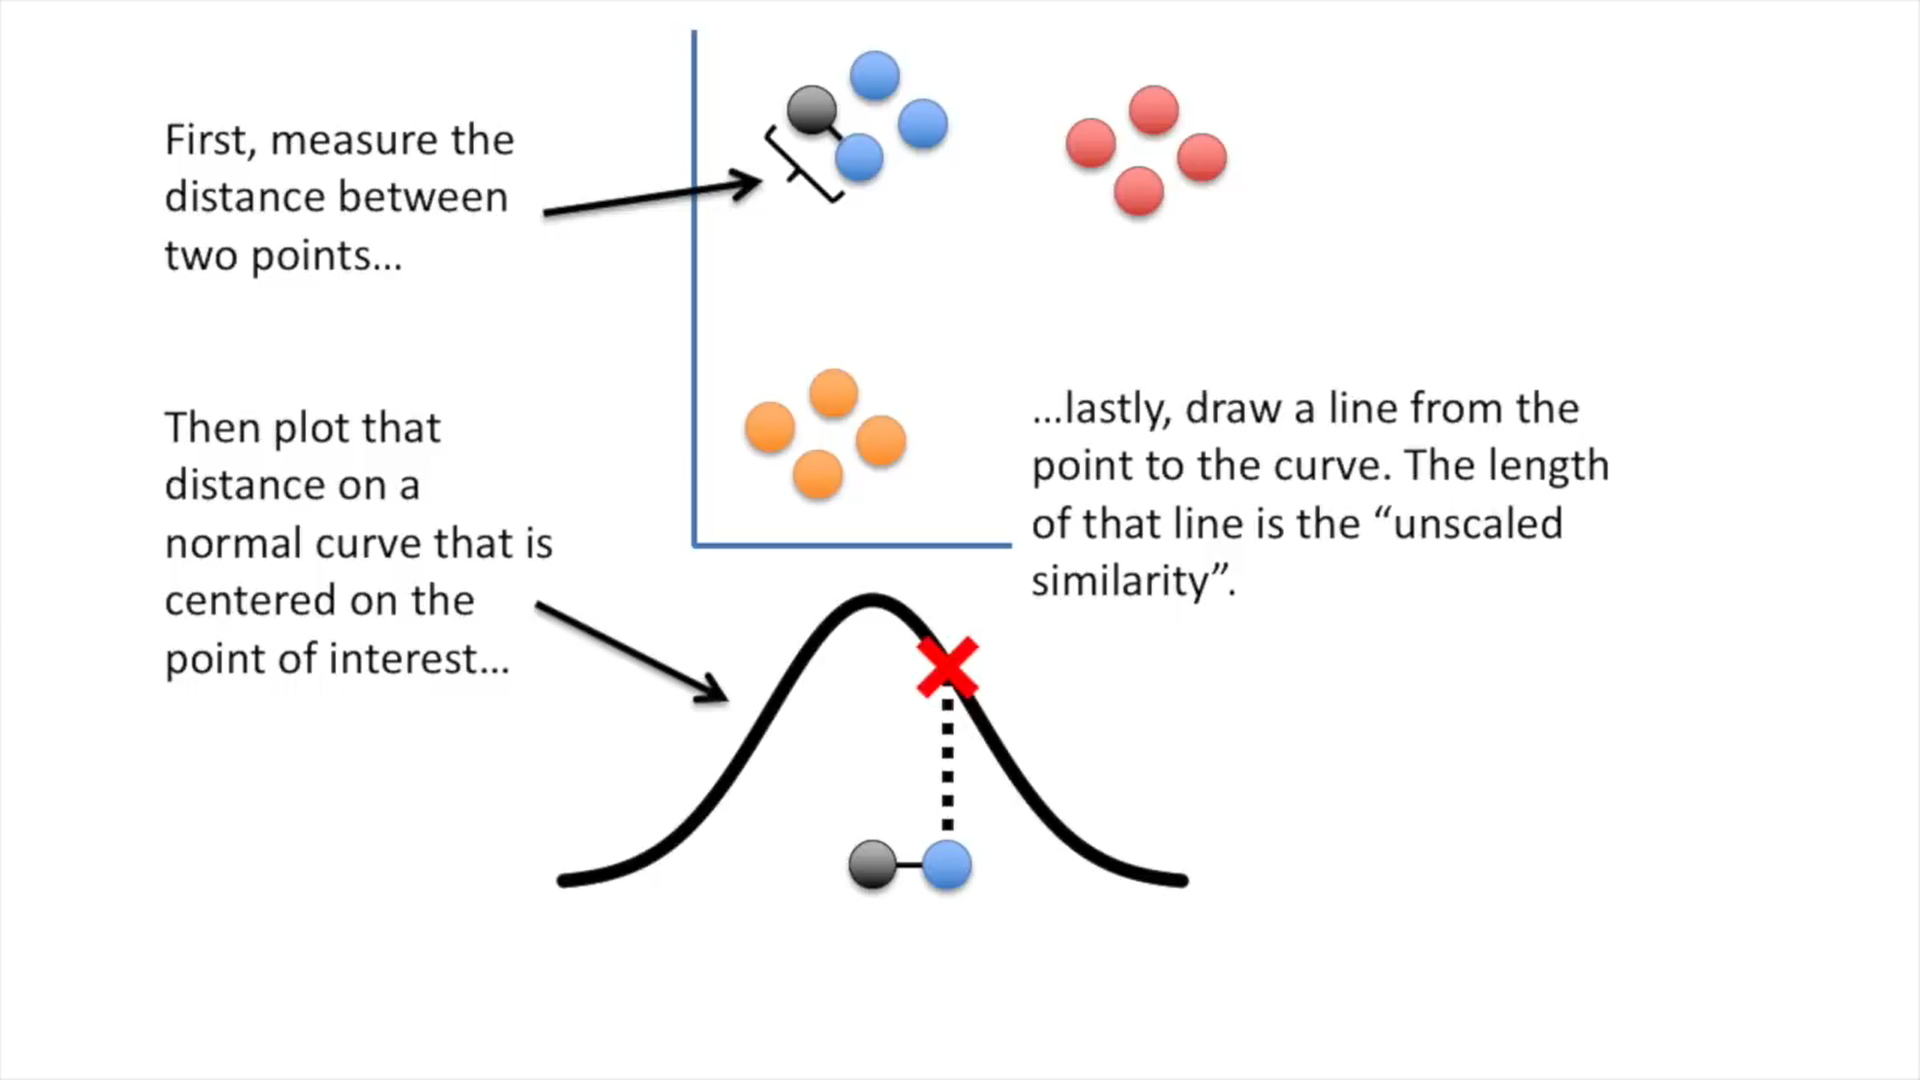 First, measure the
distance between
two points...
Then plot that
distance on a
normal curve that is
centered on the
point of interest...
...lastly, draw a line from the
point to the curve. The length
of that line is the “unscaled
similarity”.